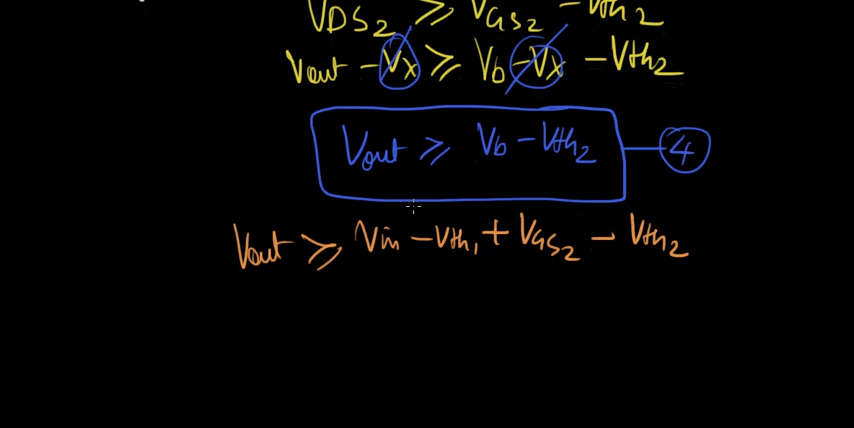 VDS2 ≥ VGS2 - Vth2
Vout - Vx ≥ Vb - Vx - Vth2
Vout ≥ Vb - Vth2 — 4
Vout ≥ Vin - Vth1 + VGS2 - Vth2